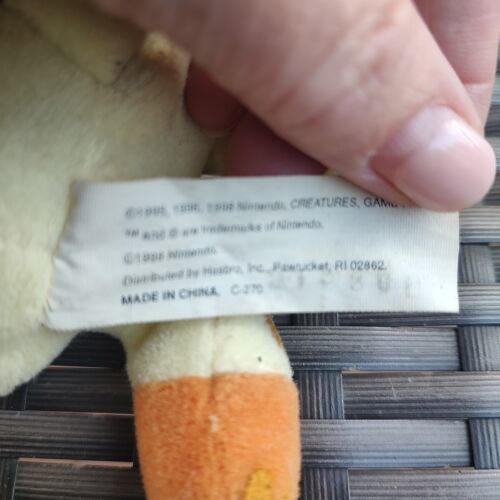 ©1995, 1996, 1998 Nintendo, CREATURES, GAME
™ AND ® are trademarks of Nintendo.
©1998 Nintendo.
Distributed by Hasbro, Inc., Pawtucket, RI 02862.
MADE IN CHINA. C-270